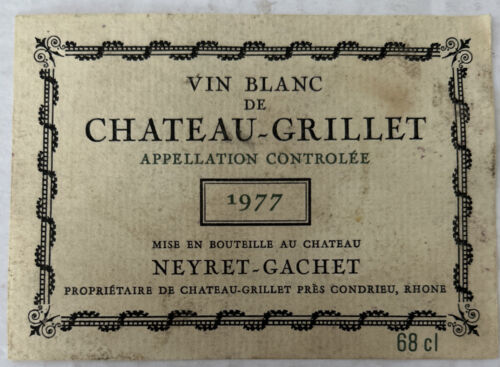 VIN BLANC
DE
CHATEAU-GRILLET
APPELLATION CONTROLÉE
1977
MISE EN BOUTEILLE AU CHATEAU
NEYRET-GACHET
PROPRIÉTAIRE DE CHATEAU-GRILLET PRÈS CONDRIEU, RHONE
68 cl